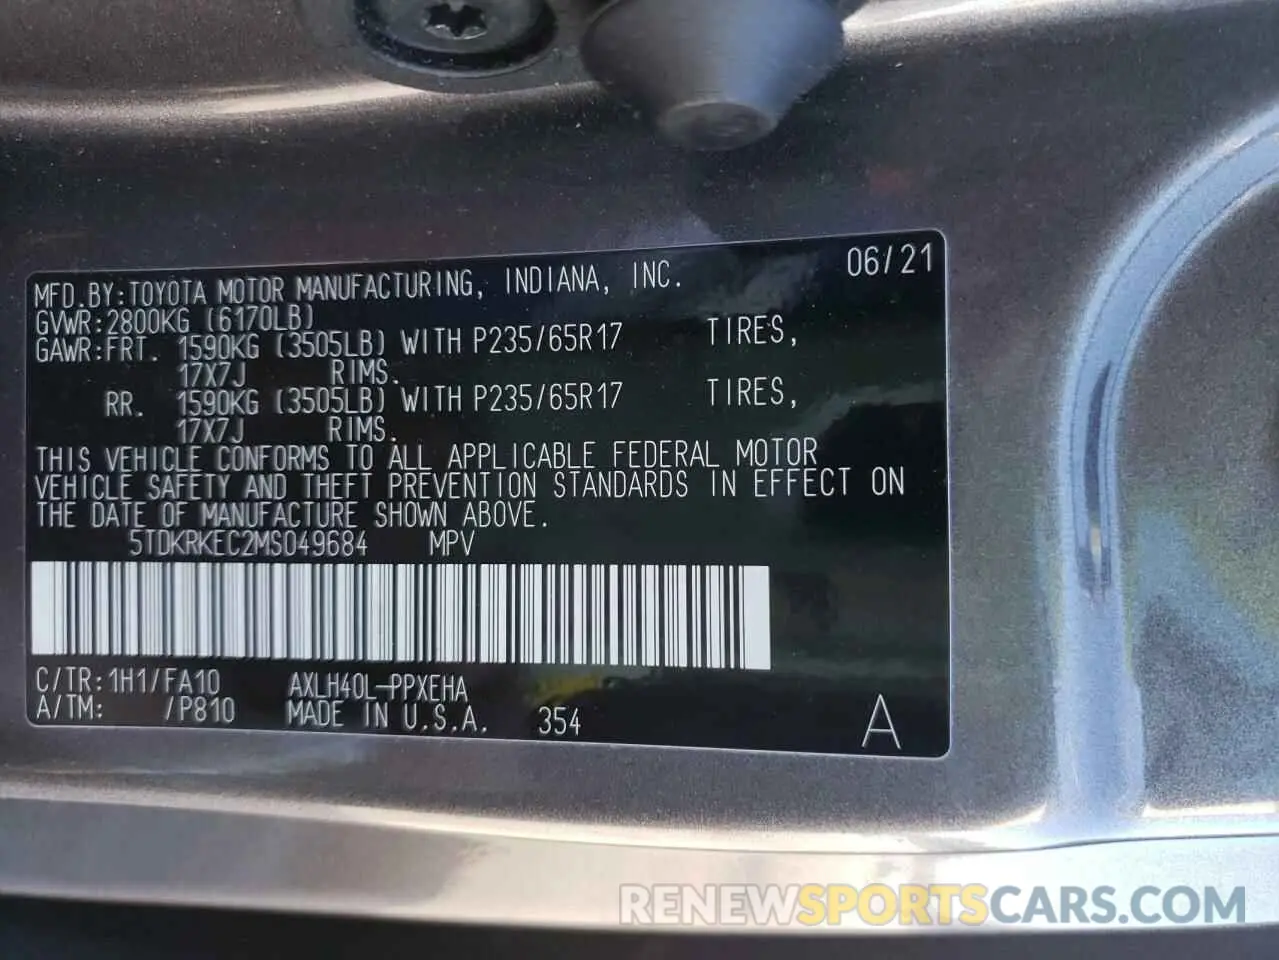 MFD.BY:TOYOTA MOTOR MANUFACTURING, INDIANA, INC. 06/21
GVWR:2800KG (6170LB)
GAWR:FRT. 1590KG (3505LB) WITH P235/65R17 TIRES,
17X7J RIMS.
RR. 1590KG (3505LB) WITH P235/65R17 TIRES,
17X7J RIMS.
THIS VEHICLE CONFORMS TO ALL APPLICABLE FEDERAL MOTOR
VEHICLE SAFETY AND THEFT PREVENTION STANDARDS IN EFFECT ON
THE DATE OF MANUFACTURE SHOWN ABOVE.
5TDKRKEC2MS049684 MPV
C/TR:1H1/FA10 AXLH40L-PPXEHA
A/TM: /P810 MADE IN U.S.A. 354 A
RENEWSPORTSCARS.COM